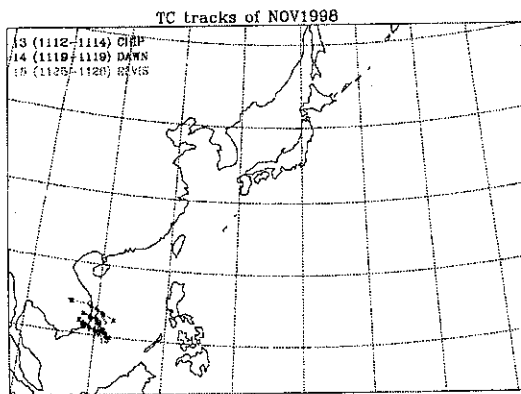 TC tracks of NOV1998
13 (1112-1114) CHIP
14 (1119-1119) DAWN
15 (1125-1126) ELVIS